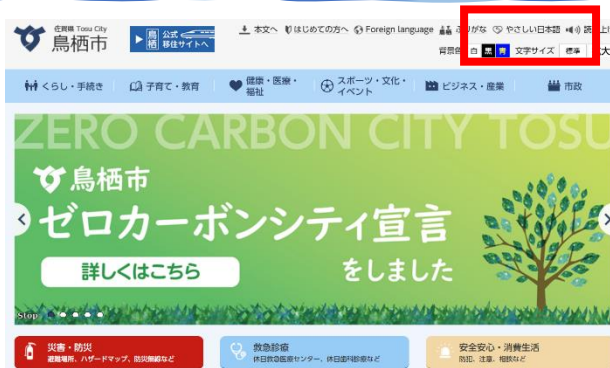 佐賀県 Tosu City
鳥栖市
鳥栖 公式 移住サイトへ
本文へ はじめての方へ Foreign language ふりがな やさしい日本語 読み上げ
背景色 白 黒 青 文字サイズ 標準 大
くらし・手続き 子育て・教育 健康・医療・福祉 スポーツ・文化・イベント ビジネス・産業 市政
ZERO CARBON CITY TOSU
鳥栖市
ゼロカーボンシティ宣言
詳しくはこちら をしました
Stop
災害・防災 救急診療 安全安心・消費生活
避難場所、ハザードマップ、防災無線など 休日救急医療センター、休日歯科診療など 防犯、注意、相談など